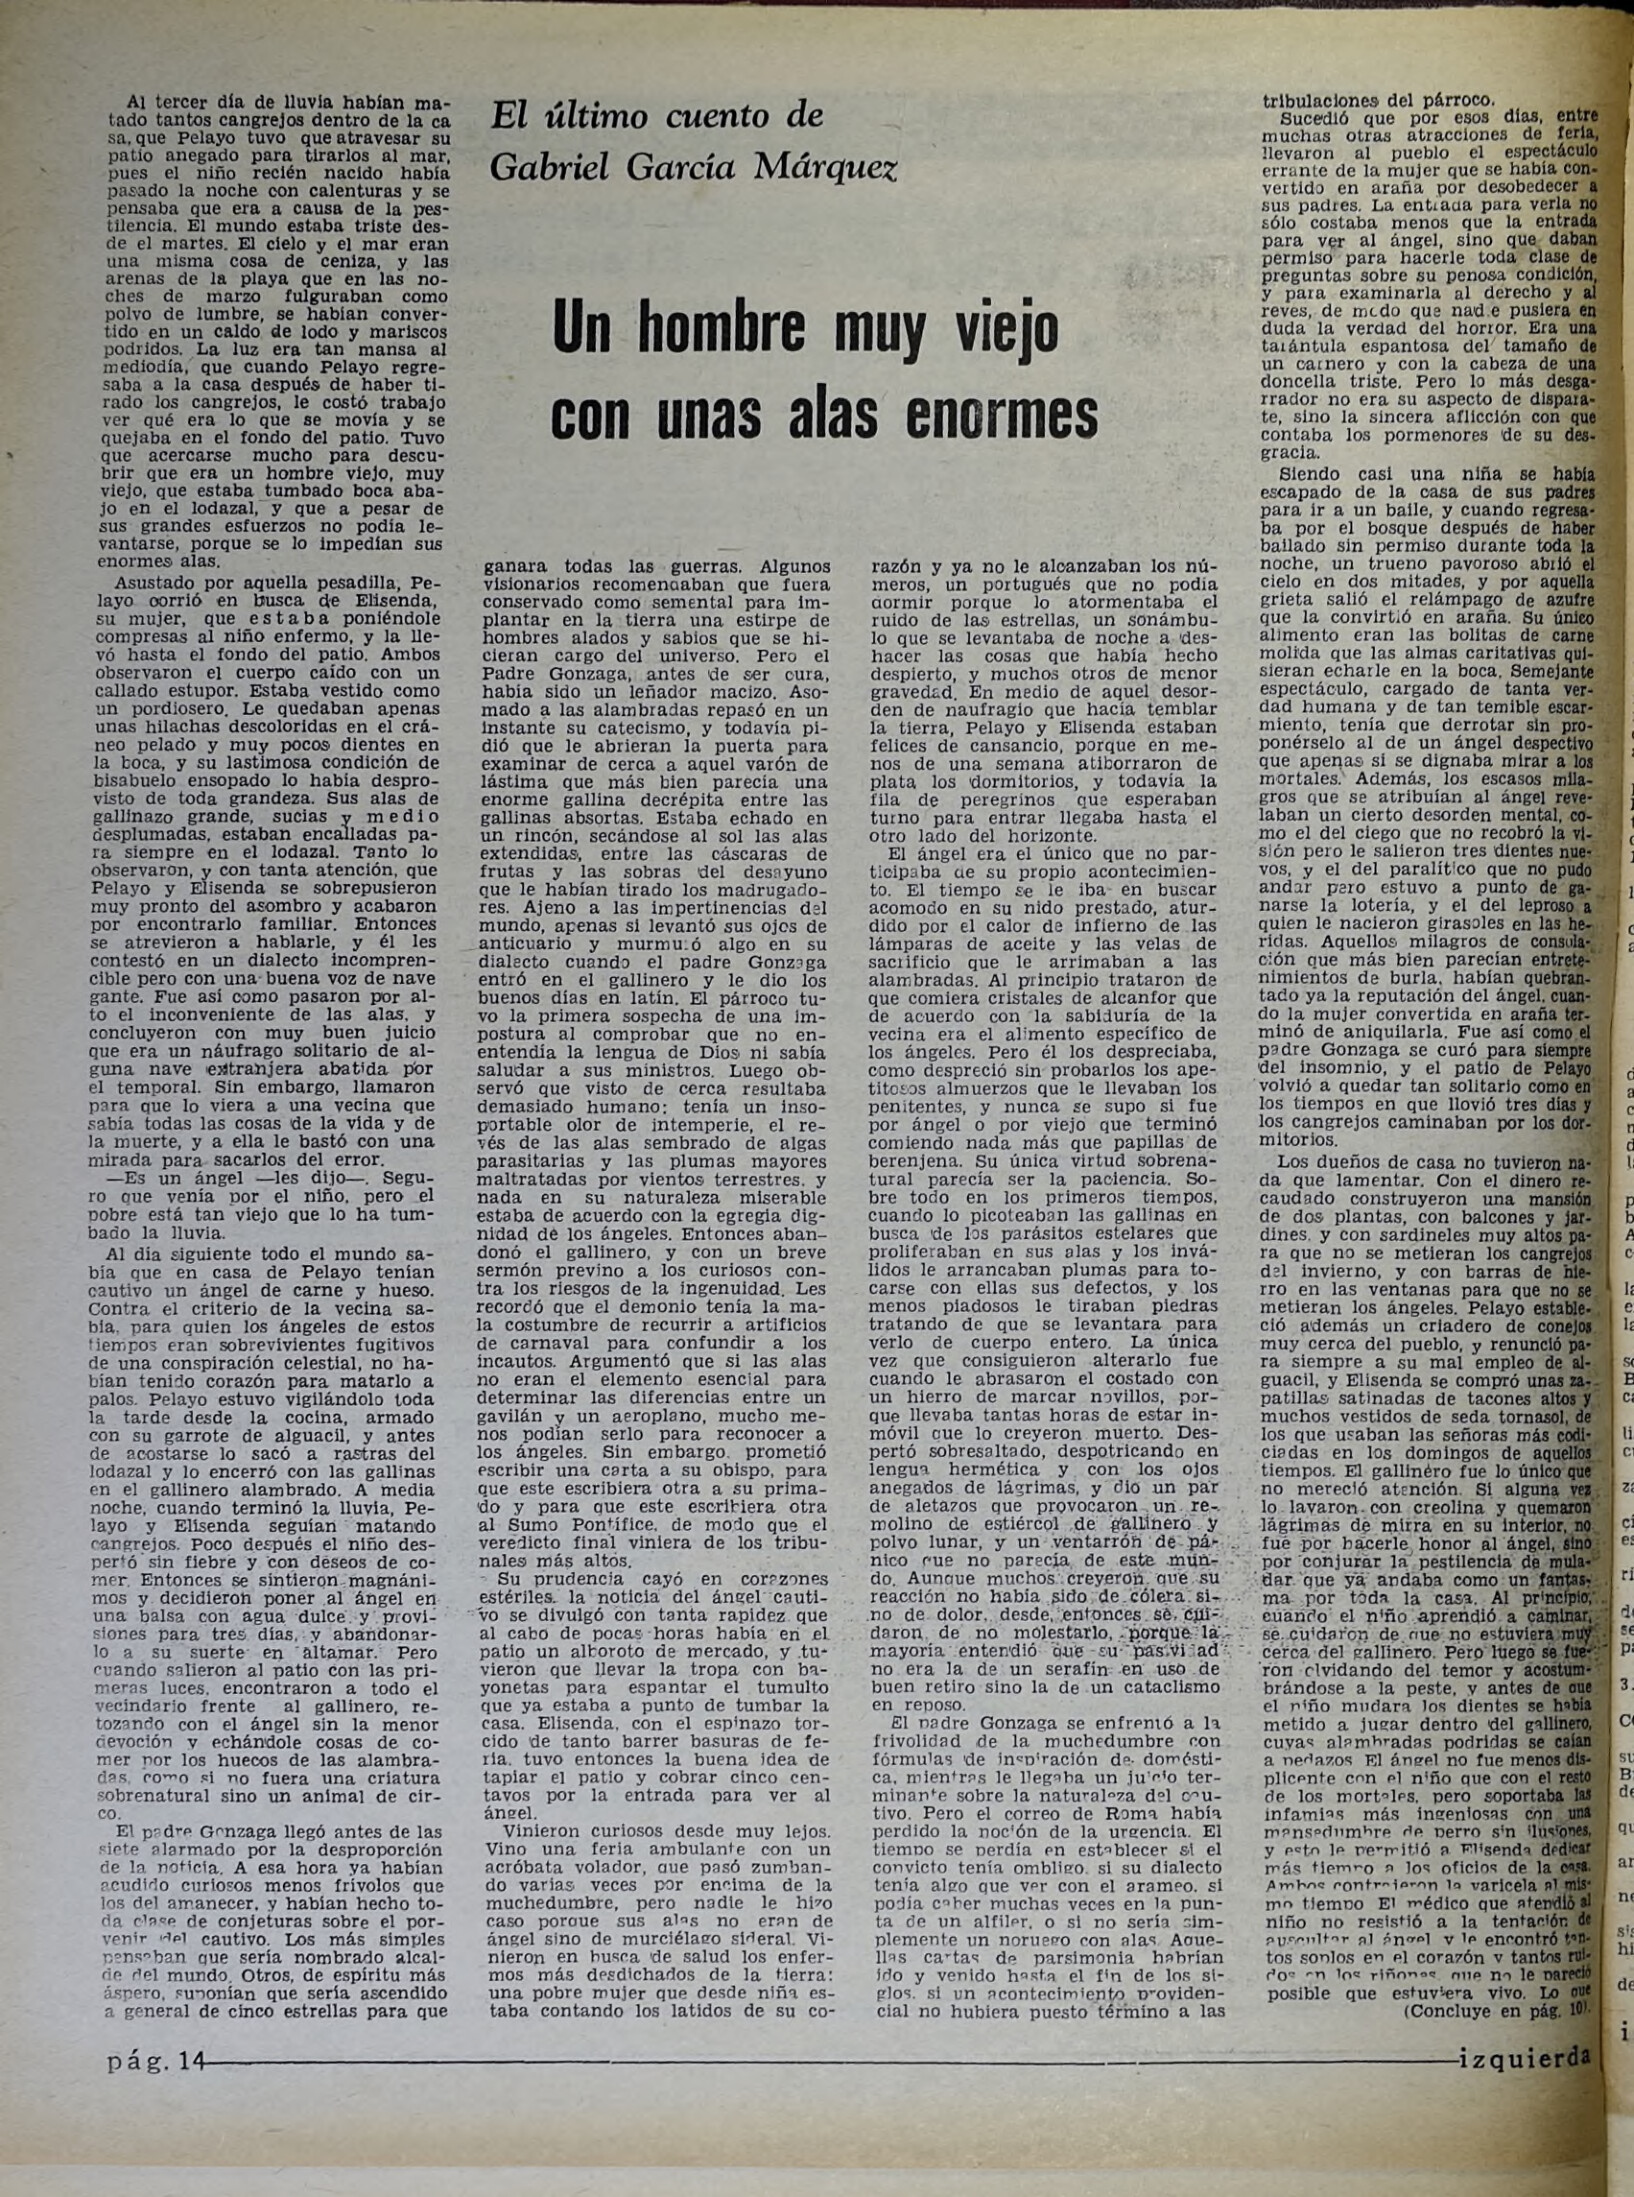 Al tercer día de lluvia habían ma-
tado tantos cangrejos dentro de la ca
sa, que Pelayo tuvo que atravesar su
patio anegado para tirarlos al mar,
pues el niño recién nacido había
pasado la noche con calenturas y se
pensaba que era a causa de la pes-
tilencia. El mundo estaba triste des-
de el martes. El cielo y el mar eran
una misma cosa de ceniza, y las
arenas de la playa que en las no-
ches de marzo fulguraban como
polvo de lumbre, se habían conver-
tido en un caldo de lodo y mariscos
podridos. La luz era tan mansa al
mediodía, que cuando Pelayo regre-
saba a la casa después de haber ti-
rado los cangrejos, le costó trabajo
ver qué era lo que se movía y se
quejaba en el fondo del patio. Tuvo
que acercarse mucho para descu-
brir que era un hombre viejo, muy
viejo, que estaba tumbado boca aba-
jo en el lodazal, y que a pesar de
sus grandes esfuerzos no podía le-
vantarse, porque se lo impedían sus
enormes alas.
Asustado por aquella pesadilla, Pe-
layo corrió en busca de Elisenda,
su mujer, que estaba poniéndole
compresas al niño enfermo, y la lle-
vó hasta el fondo del patio. Ambos
observaron el cuerpo caído con un
callado estupor. Estaba vestido como
un pordiosero. Le quedaban apenas
unas hilachas descoloridas en el crá-
neo pelado y muy pocos dientes en
la boca, y su lastimosa condición de
bisabuelo ensopado lo había despro-
visto de toda grandeza. Sus alas de
gallinazo grande, sucias y medio
desplumadas, estaban encalladas pa-
ra siempre en el lodazal. Tanto lo
observaron, y con tanta atención, que
Pelayo y Elisenda se sobrepusieron
muy pronto del asombro y acabaron
por encontrarlo familiar. Entonces
se atrevieron a hablarle, y él les
contestó en un dialecto incompren-
cible pero con una buena voz de nave
gante. Fue así como pasaron por al-
to el inconveniente de las alas, y
concluyeron con muy buen juicio
que era un náufrago solitario de al-
guna nave extranjera abatida por
el temporal. Sin embargo, llamaron
para que lo viera a una vecina que
sabía todas las cosas de la vida y de
la muerte, y a ella le bastó con una
mirada para sacarlos del error.
—Es un ángel —les dijo—. Segu-
ro que venía por el niño, pero el
pobre está tan viejo que lo ha tum-
bado la lluvia.
Al día siguiente todo el mundo sa-
bía que en casa de Pelayo tenían
cautivo un ángel de carne y hueso.
Contra el criterio de la vecina sa-
bia, para quien los ángeles de estos
tiempos eran sobrevivientes fugitivos
de una conspiración celestial, no ha-
bían tenido corazón para matarlo a
palos. Pelayo estuvo vigilándolo toda
la tarde desde la cocina, armado
con su garrote de alguacil, y antes
de acostarse lo sacó a rastras del
lodazal y lo encerró con las gallinas
en el gallinero alambrado. A media
noche, cuando terminó la lluvia, Pe-
layo y Elisenda seguían matando
cangrejos. Poco después el niño des-
pertó sin fiebre y con deseos de co-
mer. Entonces se sintieron magnáni-
mos y decidieron poner al ángel en
una balsa con agua dulce y provi-
siones para tres días, y abandonar-
lo a su suerte en altamar. Pero
cuando salieron al patio con las pri-
meras luces, encontraron a todo el
vecindario frente al gallinero, re-
tozando con el ángel sin la menor
devoción y echándole cosas de co-
mer por los huecos de las alambra-
das, como si no fuera una criatura
sobrenatural sino un animal de cir-
co.
El padre Gonzaga llegó antes de las
siete alarmado por la desproporción
de la noticia. A esa hora ya habían
acudido curiosos menos frívolos que
los del amanecer, y habían hecho to-
da clase de conjeturas sobre el por-
venir del cautivo. Los más simples
pensaban que sería nombrado alcal-
de del mundo. Otros, de espíritu más
áspero, suponían que sería ascendido
a general de cinco estrellas para que
El último cuento de
Gabriel García Márquez
Un hombre muy viejo
con unas alas enormes
ganara todas las guerras. Algunos
visionarios recomendaban que fuera
conservado como semental para im-
plantar en la tierra una estirpe de
hombres alados y sabios que se hi-
cieran cargo del universo. Pero el
Padre Gonzaga, antes de ser cura,
había sido un leñador macizo. Aso-
mado a las alambradas repasó en un
instante su catecismo, y todavía pi-
dió que le abrieran la puerta para
examinar de cerca a aquel varón de
lástima que más bien parecía una
enorme gallina decrépita entre las
gallinas absortas. Estaba echado en
un rincón, secándose al sol las alas
extendidas, entre las cáscaras de
frutas y las sobras del desayuno
que le habían tirado los madrugado-
res. Ajeno a las impertinencias del
mundo, apenas si levantó sus ojos de
anticuario y murmuró algo en su
dialecto cuando el padre Gonzaga
entró en el gallinero y le dio los
buenos días en latín. El párroco tu-
vo la primera sospecha de una im-
postura al comprobar que no en-
entendía la lengua de Dios ni sabía
saludar a sus ministros. Luego ob-
servó que visto de cerca resultaba
demasiado humano: tenía un inso-
portable olor de intemperie, el re-
vés de las alas sembrado de algas
parasitarias y las plumas mayores
maltratadas por vientos terrestres, y
nada en su naturaleza miserable
estaba de acuerdo con la egregia dig-
nidad de los ángeles. Entonces aban-
donó el gallinero, y con un breve
sermón previno a los curiosos con-
tra los riesgos de la ingenuidad. Les
recordó que el demonio tenía la ma-
la costumbre de recurrir a artificios
de carnaval para confundir a los
incautos. Argumentó que si las alas
no eran el elemento esencial para
determinar las diferencias entre un
gavilán y un aeroplano, mucho me-
nos podían serlo para reconocer a
los ángeles. Sin embargo, prometió
escribir una carta a su obispo, para
que este escribiera otra a su prima-
do y para que este escribiera otra
al Sumo Pontífice, de modo que el
veredicto final viniera de los tribu-
nales más altos.
Su prudencia cayó en corazones
estériles. la noticia del ángel cauti-
vo se divulgó con tanta rapidez que
al cabo de pocas horas había en el
patio un alboroto de mercado, y tu-
vieron que llevar la tropa con ba-
yonetas para espantar el tumulto
que ya estaba a punto de tumbar la
casa. Elisenda, con el espinazo tor-
cido de tanto barrer basuras de fe-
ria, tuvo entonces la buena idea de
tapiar el patio y cobrar cinco cen-
tavos por la entrada para ver al
ángel.
Vinieron curiosos desde muy lejos.
Vino una feria ambulante con un
acróbata volador, que pasó zumban-
do varias veces por encima de la
muchedumbre, pero nadie le hizo
caso porque sus alas no eran de
ángel sino de murciélago sideral. Vi-
nieron en busca de salud los enfer-
mos más desdichados de la tierra:
una pobre mujer que desde niña es-
taba contando los latidos de su co-
razón y ya no le alcanzaban los nú-
meros, un portugués que no podía
dormir porque lo atormentaba el
ruido de las estrellas, un sonámbu-
lo que se levantaba de noche a des-
hacer las cosas que había hecho
despierto, y muchos otros de menor
gravedad. En medio de aquel desor-
den de naufragio que hacía temblar
la tierra, Pelayo y Elisenda estaban
felices de cansancio, porque en me-
nos de una semana atiborraron de
plata los dormitorios, y todavía la
fila de peregrinos que esperaban
turno para entrar llegaba hasta el
otro lado del horizonte.
El ángel era el único que no par-
ticipaba de su propio acontecimien-
to. El tiempo se le iba en buscar
acomodo en su nido prestado, atur-
dido por el calor de infierno de las
lámparas de aceite y las velas de
sacrificio que le arrimaban a las
alambradas. Al principio trataron de
que comiera cristales de alcanfor que
de acuerdo con la sabiduría de la
vecina era el alimento específico de
los ángeles. Pero él los despreciaba,
como despreció sin probarlos los ape-
titosos almuerzos que le llevaban los
penitentes, y nunca se supo si fue
por ángel o por viejo que terminó
comiendo nada más que papillas de
berenjena. Su única virtud sobrena-
tural parecía ser la paciencia. So-
bre todo en los primeros tiempos,
cuando lo picoteaban las gallinas en
busca de los parásitos estelares que
proliferaban en sus alas y los invá-
lidos le arrancaban plumas para to-
carse con ellas sus defectos, y los
menos piadosos le tiraban piedras
tratando de que se levantara para
verlo de cuerpo entero. La única
vez que consiguieron alterarlo fue
cuando le abrasaron el costado con
un hierro de marcar novillos, por-
que llevaba tantas horas de estar in-
móvil que lo creyeron muerto. Des-
pertó sobresaltado, despotricando en
lengua hermética y con los ojos
anegados de lágrimas, y dio un par
de aletazos que provocaron un re-
molino de estiércol de gallinero y
polvo lunar, y un ventarrón de pá-
nico que no parecía de este mun-
do. Aunque muchos creyeron que su
reacción no había sido de cólera si-
no de dolor, desde entonces se cui-
daron de no molestarlo, porque la
mayoría entendió que su pasividad
no era la de un serafín en uso de
buen retiro sino la de un cataclismo
en reposo.
El padre Gonzaga se enfrentó a la
frivolidad de la muchedumbre con
fórmulas de inspiración de domésti-
ca, mientras le llegaba un juicio ter-
minante sobre la naturaleza del cau-
tivo. Pero el correo de Roma había
perdido la noción de la urgencia. El
tiempo se perdía en establecer si el
convicto tenía ombligo, si su dialecto
tenía algo que ver con el arameo, si
podía caber muchas veces en la pun-
ta de un alfiler, o si no sería sim-
plemente un noruego con alas. Aque-
llas cartas de parsimonia habrían
ido y venido hasta el fin de los si-
glos, si un acontecimiento providen-
cial no hubiera puesto término a las
tribulaciones del párroco.
Sucedió que por esos días, entre
muchas otras atracciones de feria,
llevaron al pueblo el espectáculo
errante de la mujer que se había con-
vertido en araña por desobedecer a
sus padres. La entrada para verla no
sólo costaba menos que la entrada
para ver al ángel, sino que daban
permiso para hacerle toda clase de
preguntas sobre su penosa condición,
y para examinarla al derecho y al
reves, de modo que nadie pusiera en
duda la verdad del horror. Era una
tarántula espantosa del tamaño de
un carnero y con la cabeza de una
doncella triste. Pero lo más desga-
rrador no era su aspecto de dispara-
te, sino la sincera aflicción con que
contaba los pormenores de su des-
gracia.
Siendo casi una niña se había
escapado de la casa de sus padres
para ir a un baile, y cuando regresa-
ba por el bosque después de haber
bailado sin permiso durante toda la
noche, un trueno pavoroso abrió el
cielo en dos mitades, y por aquella
grieta salió el relámpago de azufre
que la convirtió en araña. Su único
alimento eran las bolitas de carne
molida que las almas caritativas qui-
sieran echarle en la boca. Semejante
espectáculo, cargado de tanta ver-
dad humana y de tan temible escar-
miento, tenía que derrotar sin pro-
ponérselo al de un ángel despectivo
que apenas si se dignaba mirar a los
mortales. Además, los escasos mila-
gros que se atribuían al ángel reve-
laban un cierto desorden mental, co-
mo el del ciego que no recobró la vi-
sión pero le salieron tres dientes nue-
vos, y el del paralítico que no pudo
andar pero estuvo a punto de ga-
narse la lotería, y el del leproso a
quien le nacieron girasoles en las he-
ridas. Aquellos milagros de consola-
ción que más bien parecían entrete-
nimientos de burla, habían quebran-
tado ya la reputación del ángel, cuan-
do la mujer convertida en araña ter-
minó de aniquilarla. Fue así como el
padre Gonzaga se curó para siempre
del insomnio, y el patio de Pelayo
volvió a quedar tan solitario como en
los tiempos en que llovió tres días y
los cangrejos caminaban por los dor-
mitorios.
Los dueños de casa no tuvieron na-
da que lamentar. Con el dinero re-
caudado construyeron una mansión
de dos plantas, con balcones y jar-
dines, y con sardineles muy altos pa-
ra que no se metieran los cangrejos
del invierno, y con barras de hie-
rro en las ventanas para que no se
metieran los ángeles. Pelayo estable-
ció además un criadero de conejos
muy cerca del pueblo, y renunció pa-
ra siempre a su mal empleo de al-
guacil, y Elisenda se compró unas za-
patillas satinadas de tacones altos y
muchos vestidos de seda tornasol, de
los que usaban las señoras más codi-
ciadas en los domingos de aquellos
tiempos. El gallinero fue lo único que
no mereció atención. Si alguna vez
lo lavaron con creolina y quemaron
lágrimas de mirra en su interior, no
fue por hacerle honor al ángel, sino
por conjurar la pestilencia de mula-
dar que ya andaba como un fantas-
ma por toda la casa. Al principio,
cuando el niño aprendió a caminar,
se cuidaron de que no estuviera muy
cerca del gallinero. Pero luego se fue-
ron olvidando del temor y acostum-
brándose a la peste, y antes de que
el niño mudara los dientes se había
metido a jugar dentro del gallinero,
cuyas alambradas podridas se caían
a pedazos El ángel no fue menos dis-
plicente con el niño que con el resto
de los mortales, pero soportaba las
infamias más ingeniosas con una
mansedumbre de perro sin ilusiones,
y esto le permitió a Elisenda dedicar
más tiempo a los oficios de la casa.
Ambos contrajeron la varicela al mis-
mo tiempo El médico que atendió al
niño no resistió a la tentación de
auscultar al ángel y le encontró tan-
tos soplos en el corazón y tantos rui-
dos en los riñones, que no le pareció
posible que estuviera vivo. Lo que
(Concluye en pág. 10).
pág. 14
izquierda